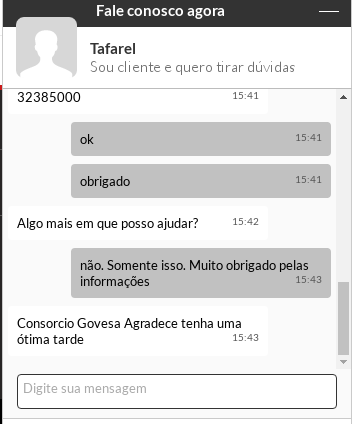 Fale conosco agora
Tafarel
Sou cliente e quero tirar dúvidas
32385000
15:41
ok
15:41
obrigado
15:41
Algo mais em que posso ajudar?
15:42
não. Somente isso. Muito obrigado pelas
informações
15:43
Consorcio Govesa Agradece tenha uma
ótima tarde
15:43
Digite sua mensagem